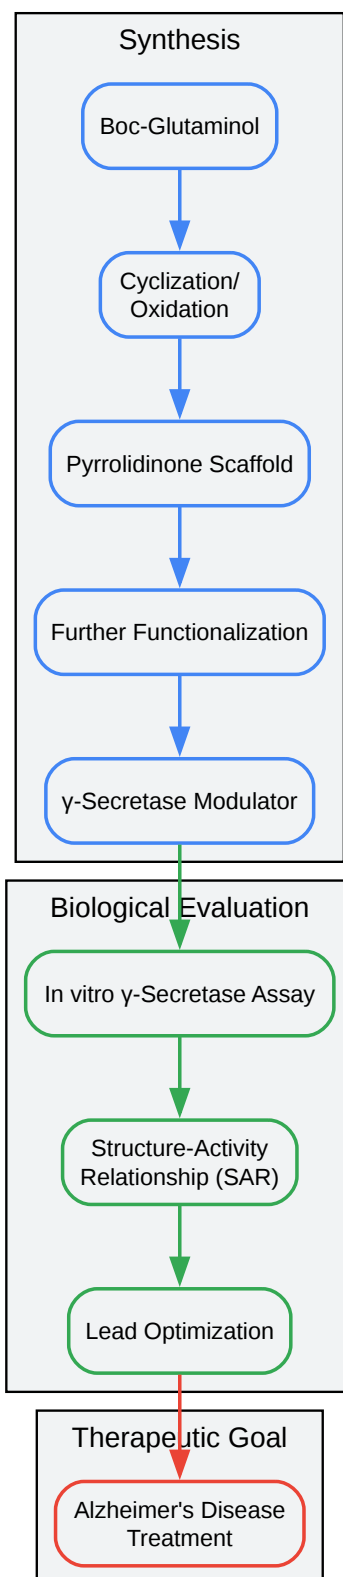 Synthesis
Boc-Glutaminol
Cyclization/
Oxidation
Pyrrolidinone Scaffold
Further Functionalization
γ-Secretase Modulator
Biological Evaluation
In vitro γ-Secretase Assay
Structure-Activity
Relationship (SAR)
Lead Optimization
Therapeutic Goal
Alzheimer's Disease
Treatment